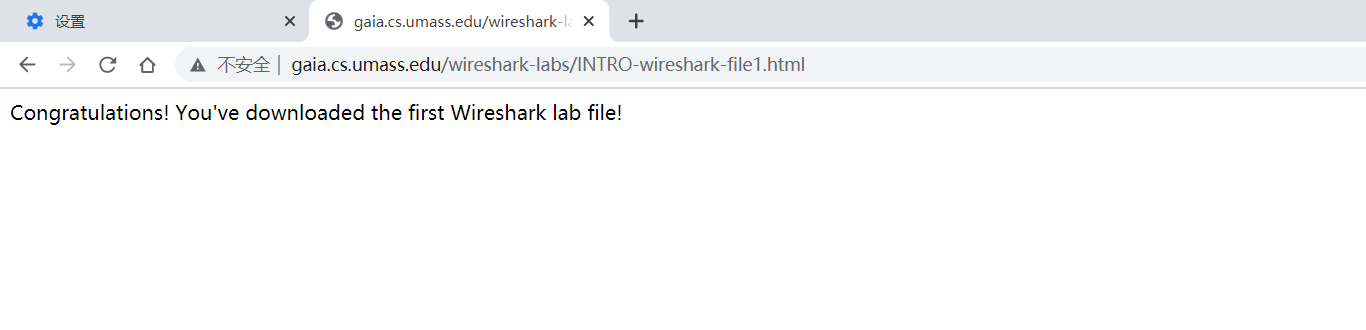 设置
gaia.cs.umass.edu/wireshark-l
不安全 | gaia.cs.umass.edu/wireshark-labs/INTRO-wireshark-file1.html
Congratulations! You've downloaded the first Wireshark lab file!